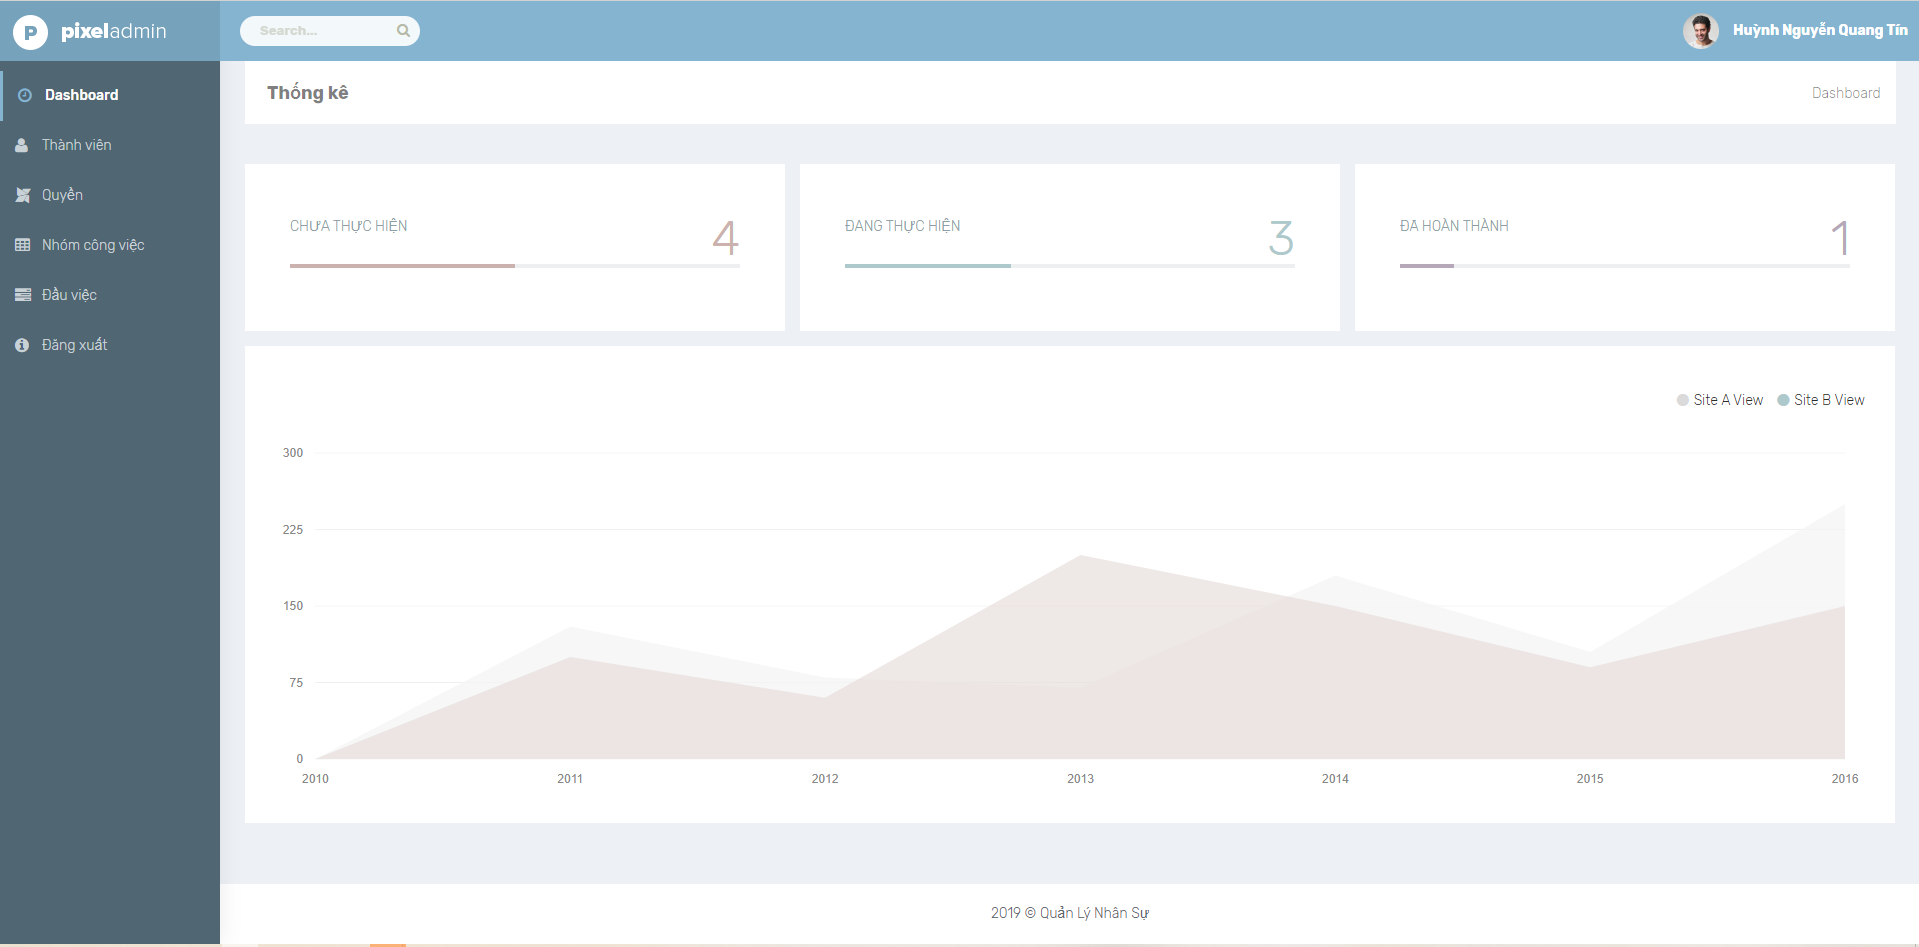 P pixeladmin
Search...
Huỳnh Nguyễn Quang Tín
Dashboard
Thành viên
Quyền
Nhóm công việc
Đầu việc
Đăng xuất
Thống kê
Dashboard
CHƯA THỰC HIỆN
4
ĐANG THỰC HIỆN
3
ĐA HOÀN THÀNH
1
Site A View
Site B View
300
225
150
75
0
2010 2011 2012 2013 2014 2015 2016
2019 © Quản Lý Nhân Sự